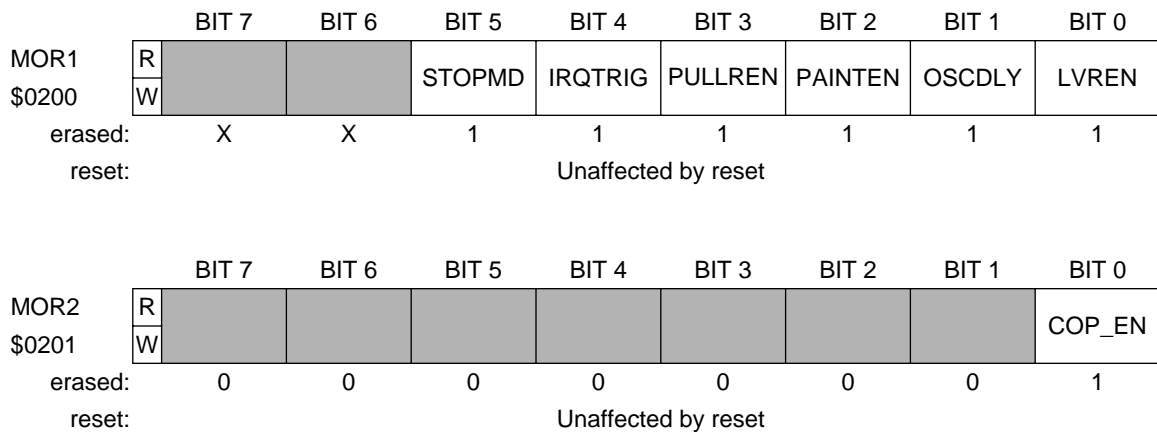 BIT 7 BIT 6 BIT 5 BIT 4 BIT 3 BIT 2 BIT 1 BIT 0
MOR1 R STOPMD IRQTRIG PULLREN PAINTEN OSCDLY LVREN
$0200 W
erased: X X 1 1 1 1 1 1
reset: Unaffected by reset
BIT 7 BIT 6 BIT 5 BIT 4 BIT 3 BIT 2 BIT 1 BIT 0
MOR2 R COP_EN
$0201 W
erased: 0 0 0 0 0 0 0 1
reset: Unaffected by reset